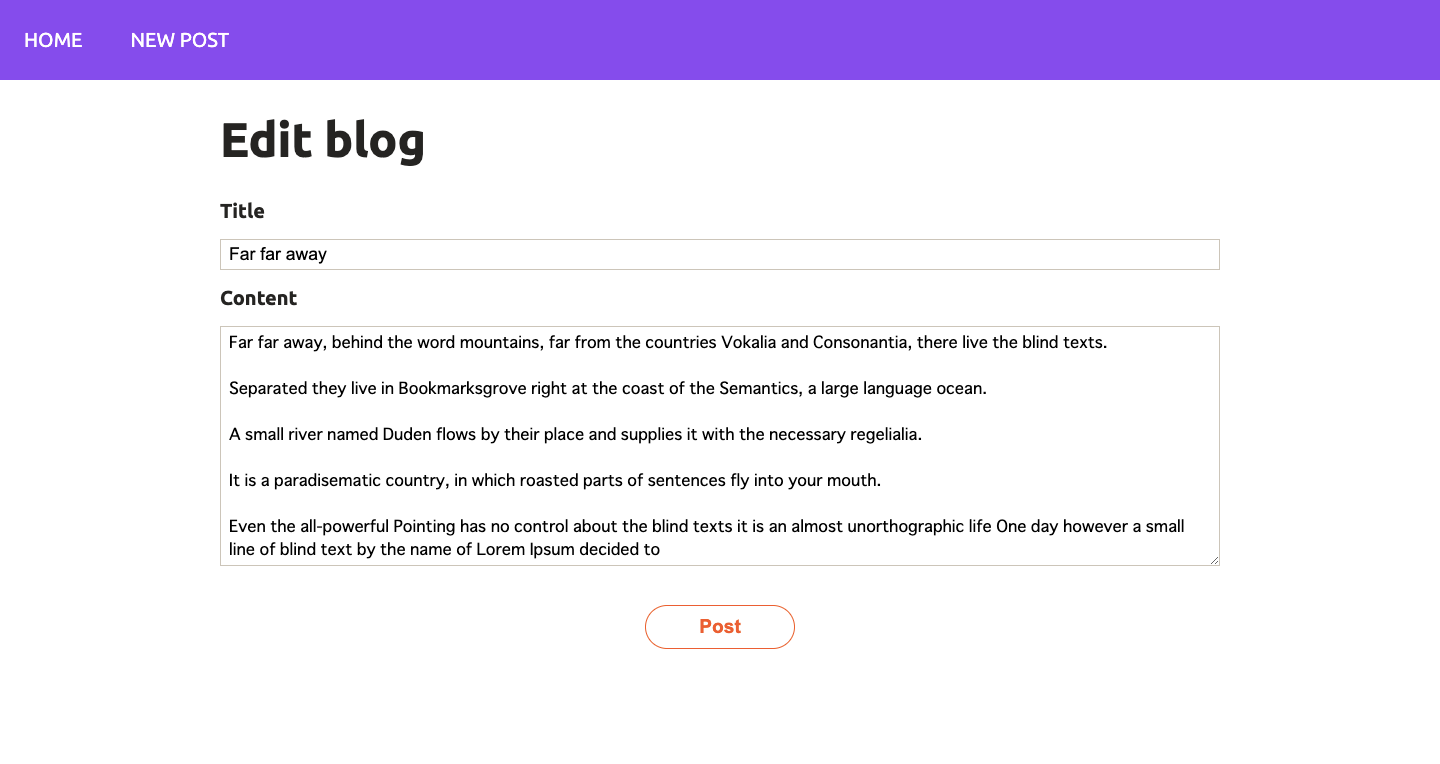 HOME NEW POST
Edit blog
Title
Far far away
Content
Far far away, behind the word mountains, far from the countries Vokalia and Consonantia, there live the blind texts.
Separated they live in Bookmarksgrove right at the coast of the Semantics, a large language ocean.
A small river named Duden flows by their place and supplies it with the necessary regelialia.
It is a paradisematic country, in which roasted parts of sentences fly into your mouth.
Even the all-powerful Pointing has no control about the blind texts it is an almost unorthographic life One day however a small
line of blind text by the name of Lorem Ipsum decided to
Post